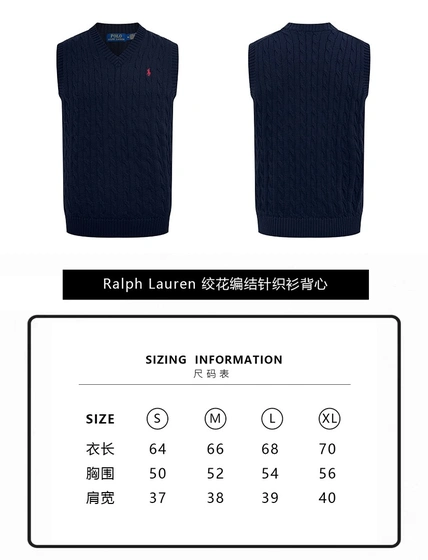 POLO
Ralph Lauren 绞花编结针织衫背心
SIZING INFORMATION
尺码表
SIZE S M L XL
衣长 64 66 68 70
胸围 50 52 54 56
肩宽 37 38 39 40